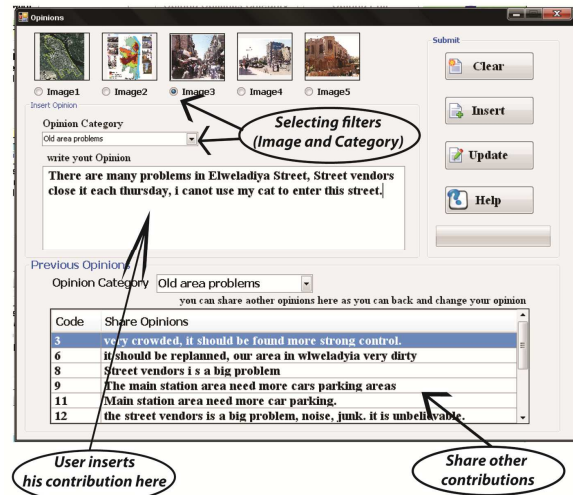 Opinions
Image1
Image2
Image3
Image4
Image5
Submit
Clear
Insert
Update
Help
Insert Opinion
Opinion Category
Old area problems
Selecting filters
(Image and Category)
write yout Opinion
There are many problems in Elweladiya Street, Street vendors
close it each thursday, i canot use my cat to enter this street.
Previous Opinions
Opinion Category Old area problems
you can share aother opinions here as you can back and change your opinion
Code Share Opinions
3 very crowded, it should be found more strong control.
6 it should be replanned, our area in wlweladyia very dirty
8 Street vendors i s a big problem
9 The main station area need more cars parking areas
11 Main station area need more car parking.
12 the street vendors is a big problem, noise, junk. it is unbelievable.
User inserts
his contribution here
Share other
contributions